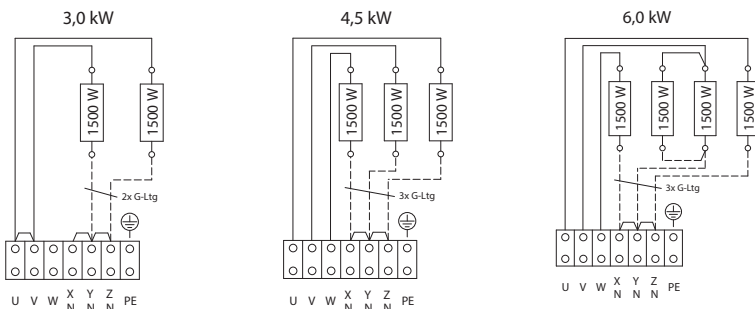 3,0 kW
1500 W
1500 W
2x G-Ltg
U V W X Y Z PE
N N N
4,5 kW
1500 W
1500 W
1500 W
3x G-Ltg
U V W X Y Z PE
N N N
6,0 kW
1500 W
1500 W
1500 W
1500 W
3x G-Ltg
U V W X Y Z PE
N N N